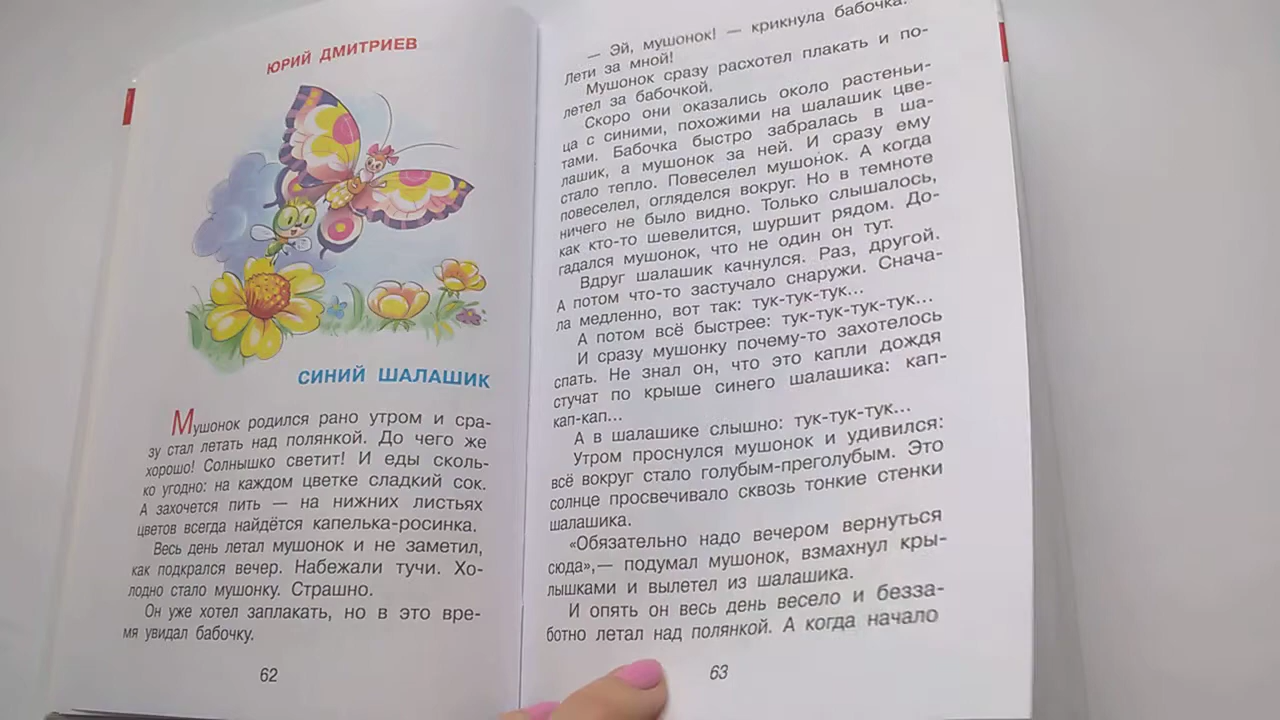 ЮРИЙ ДМИТРИЕВ
СИНИЙ ШАЛАШИК
Мушонок родился рано утром и сра-
зу стал летать над полянкой. До чего же
хорошо! Солнышко светит! И еды сколь-
ко угодно: на каждом цветке сладкий сок.
А захочется пить — на нижних листьях
цветов всегда найдётся капелька-росинка.
Весь день летал мушонок и не заметил,
как подкрался вечер. Набежали тучи. Хо-
лодно стало мушонку. Страшно.
Он уже хотел заплакать, но в это вре-
мя увидал бабочку.
62
— Эй, мушонок! — крикнула бабочка.
Лети за мной!
Мушонок сразу расхотел плакать и по-
летел за бабочкой.
Скоро они оказались около растеньи-
ца с синими, похожими на шалашик цве-
тами. Бабочка быстро забралась в ша-
лашик, а мушонок за ней. И сразу ему
стало тепло. Повеселел мушонок. А когда
повеселел, огляделся вокруг. Но в темноте
ничего не было видно. Только слышалось,
как кто-то шевелится, шуршит рядом. До-
гадался мушонок, что не один он тут.
Вдруг шалашик качнулся. Раз, другой.
А потом что-то застучало снаружи. Снача-
ла медленно, вот так: тук-тук-тук...
А потом всё быстрее: тук-тук-тук-тук...
И сразу мушонку почему-то захотелось
спать. Не знал он, что это капли дождя
стучат по крыше синего шалашика: кап-
кап...
А в шалашике слышно: тук-тук-тук...
Утром проснулся мушонок и удивился:
всё вокруг стало голубым-преголубым. Это
солнце просвечивало сквозь тонкие стенки
шалашика.
«Обязательно надо вечером вернуться
сюда»,— подумал мушонок, взмахнул кры-
лышками и вылетел из шалашика.
И опять он весь день весело и безза-
ботно летал над полянкой. А когда начало
63